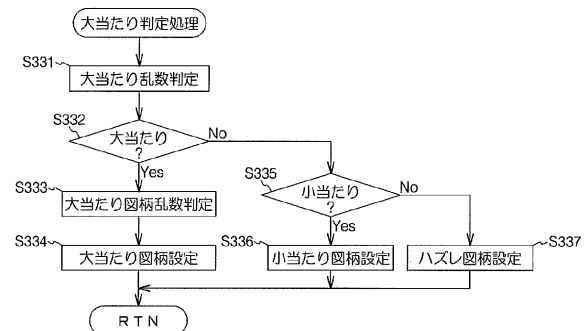 大当たり判定処理
S331
大当たり乱数判定
S332
大当たり
?
No
Yes
S335
小当たり
?
No
Yes
S333
大当たり図柄乱数判定
S334
大当たり図柄設定
S336
小当たり図柄設定
S337
ハズレ図柄設定
RTN